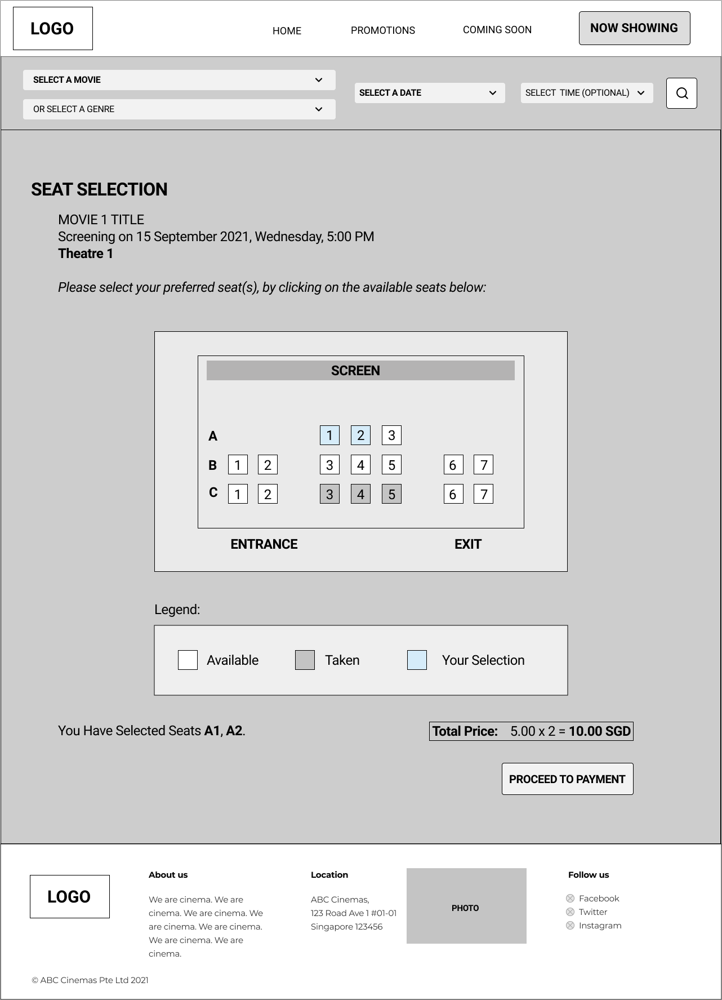 LOGO
HOME PROMOTIONS COMING SOON NOW SHOWING
SELECT A MOVIE
OR SELECT A GENRE
SELECT A DATE
SELECT TIME (OPTIONAL)
SEAT SELECTION
MOVIE 1 TITLE
Screening on 15 September 2021, Wednesday, 5:00 PM
Theatre 1
Please select your preferred seat(s), by clicking on the available seats below:
SCREEN
A 1 2 3
B 1 2 3 4 5 6 7
C 1 2 3 4 5 6 7
ENTRANCE EXIT
Legend:
Available Taken Your Selection
You Have Selected Seats A1, A2.
Total Price: 5.00 x 2 = 10.00 SGD
PROCEED TO PAYMENT
LOGO
About us
We are cinema. We are
cinema. We are cinema. We
are cinema. We are cinema.
We are cinema. We are
cinema.
Location
ABC Cinemas,
123 Road Ave 1 #01-01
Singapore 123456
PHOTO
Follow us
Facebook
Twitter
Instagram
© ABC Cinemas Pte Ltd 2021